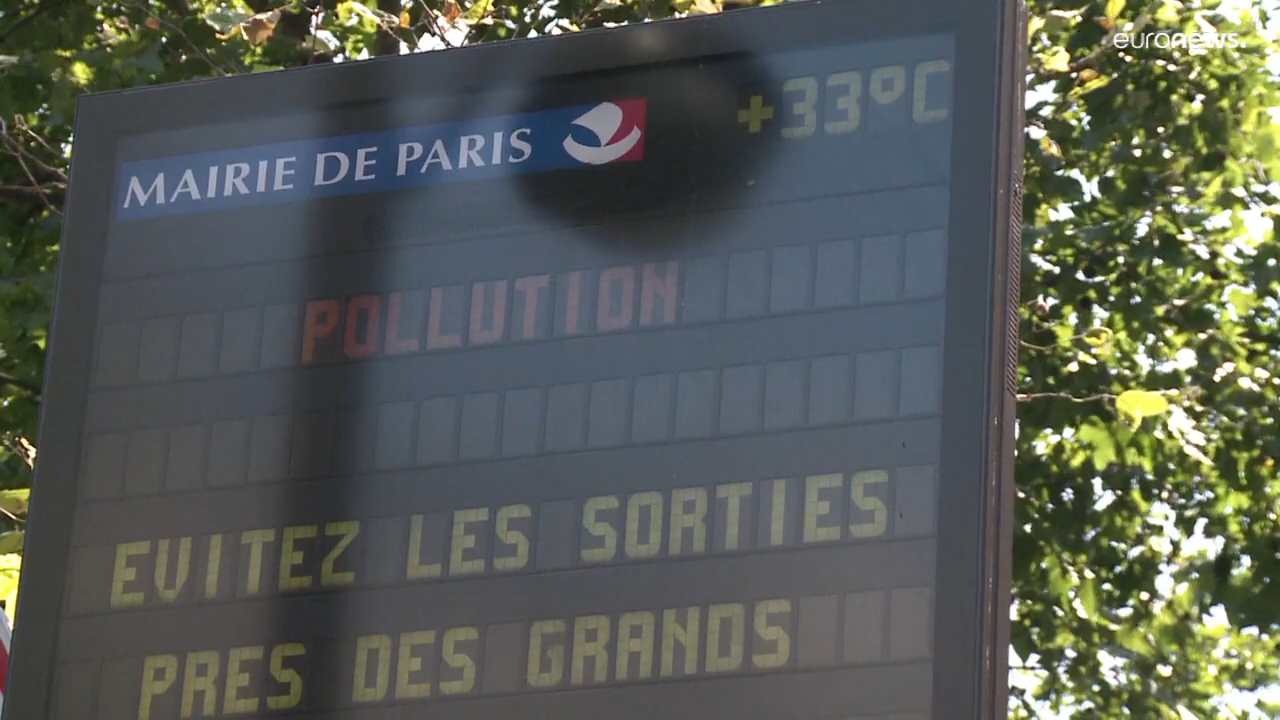 euronews.
MAIRIE DE PARIS
+33°C
POLLUTION
EVITEZ LES SORTIES
PRES DES GRANDS